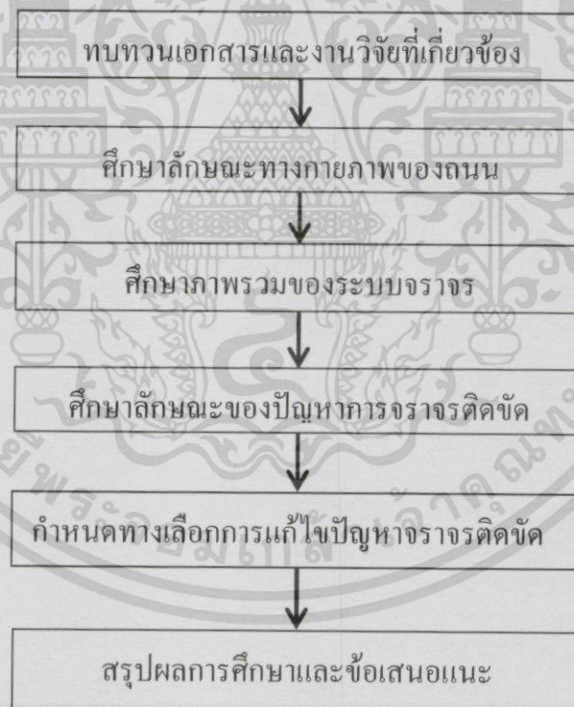 ทบทวนเอกสารและงานวิจัยที่เกี่ยวข้อง
ศึกษาลักษณะทางกายภาพของถนน
ศึกษาภาพรวมของระบบจราจร
ศึกษาลักษณะของปัญหาการจราจรติดขัด
กำหนดทางเลือกการแก้ไขปัญหาจราจรติดขัด
สรุปผลการศึกษาและข้อเสนอแนะ